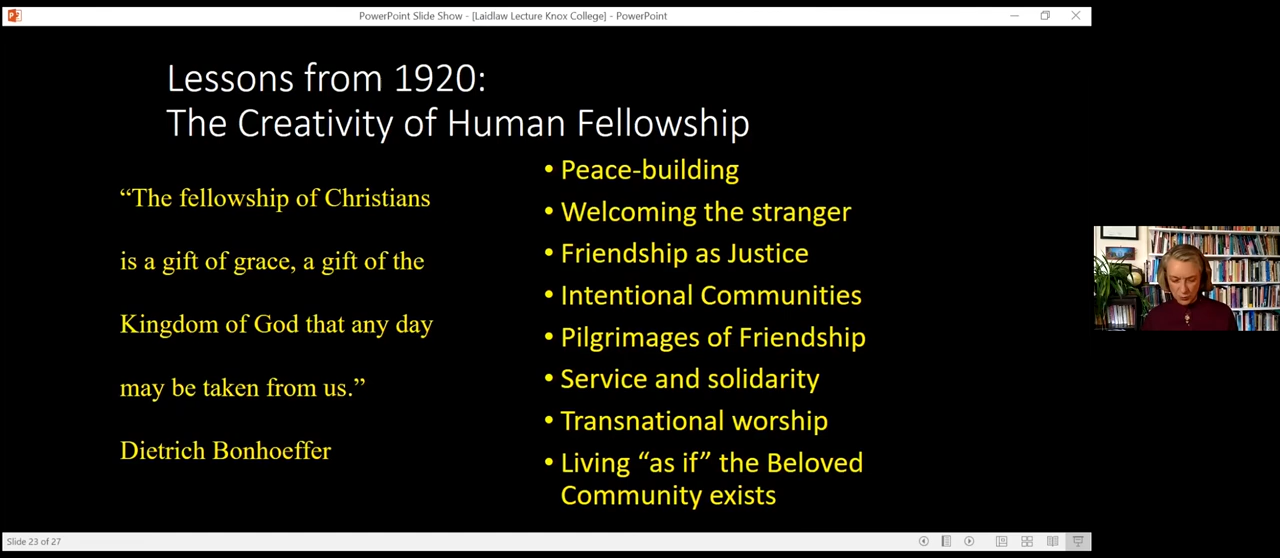 PowerPoint Slide Show - [Laidlaw Lecture Knox College] - PowerPoint
Lessons from 1920:
The Creativity of Human Fellowship
“The fellowship of Christians
is a gift of grace, a gift of the
Kingdom of God that any day
may be taken from us.”
Dietrich Bonhoeffer
• Peace-building
• Welcoming the stranger
• Friendship as Justice
• Intentional Communities
• Pilgrimages of Friendship
• Service and solidarity
• Transnational worship
• Living “as if” the Beloved
Community exists
Slide 23 of 27